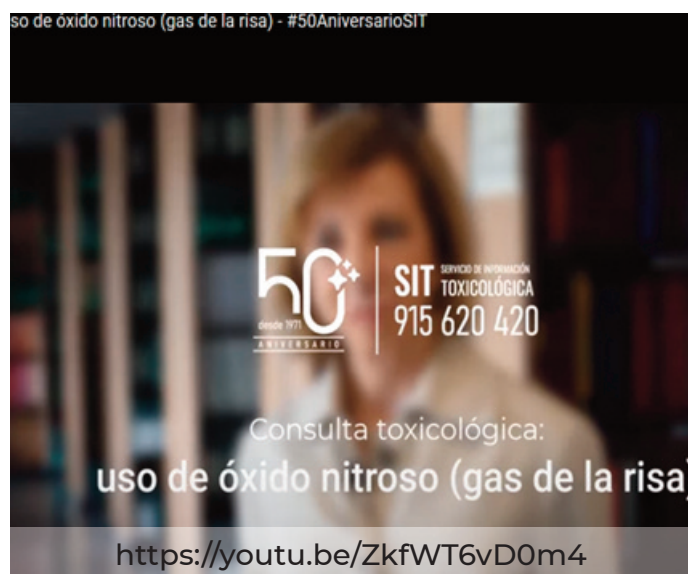 so de óxido nitroso (gas de la risa) - #50AniversarioSIT
50
desde 1971
ANIVERSARIO
SIT SERVICIO DE INFORMACIÓN
TOXICOLÓGICA
915 620 420
Consulta toxicológica:
uso de óxido nitroso (gas de la risa)
https://youtu.be/ZkfWT6vD0m4